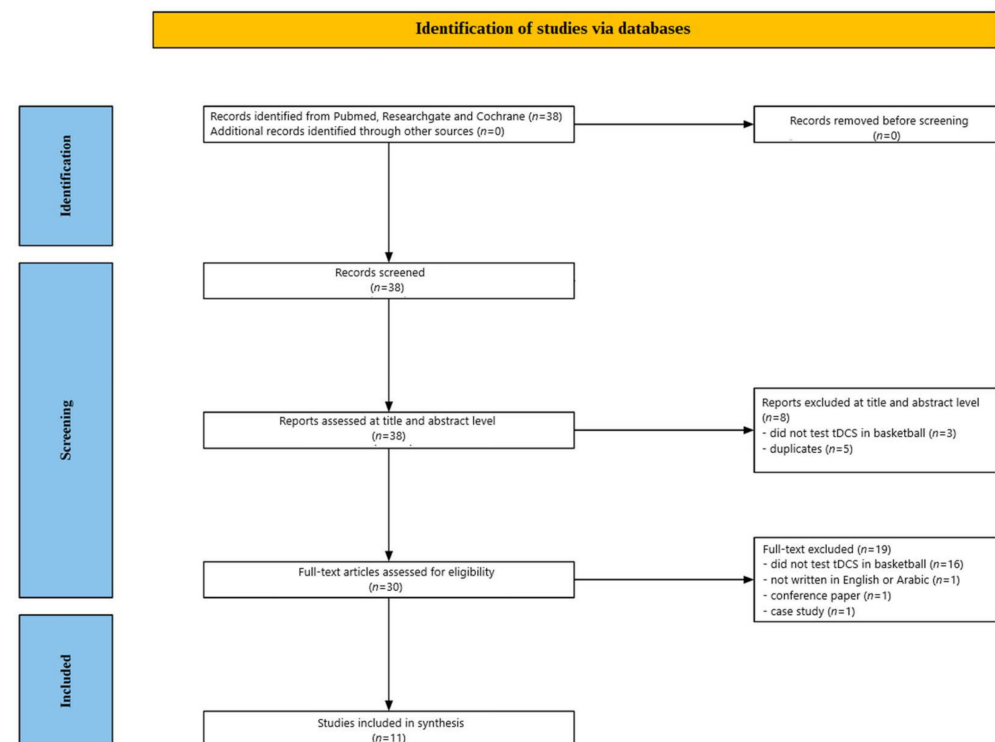 Identification of studies via databases
Identification
Records identified from Pubmed, Researchgate and Cochrane (n=38)
Additional records identified through other sources (n=0)
Records removed before screening
(n=0)
Screening
Records screened
(n=38)
Reports assessed at title and abstract level
(n=38)
Reports excluded at title and abstract level
(n=8)
- did not test tDCS in basketball (n=3)
- duplicates (n=5)
Full-text articles assessed for eligibility
(n=30)
Full-text excluded (n=19)
- did not test tDCS in basketball (n=16)
- not written in English or Arabic (n=1)
- conference paper (n=1)
- case study (n=1)
Included
Studies included in synthesis
(n=11)